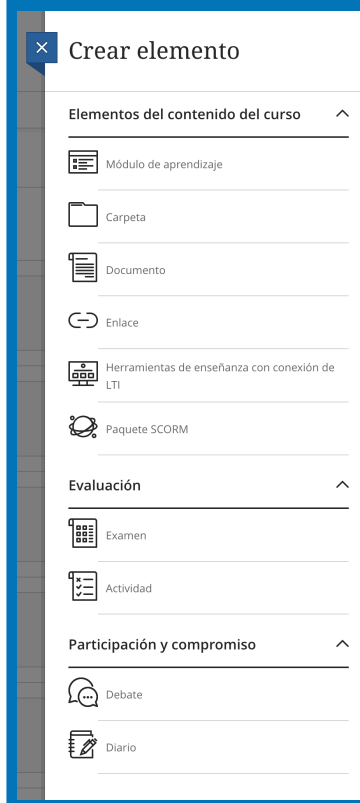 Crear elemento
Elementos del contenido del curso
Módulo de aprendizaje
Carpeta
Documento
Enlace
Herramientas de enseñanza con conexión de
LTI
Paquete SCORM
Evaluación
Examen
Actividad
Participación y compromiso
Debate
Diario